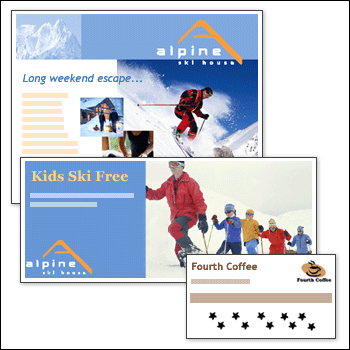 alpine
ski house
Long weekend escape...
Kids Ski Free
alpine
ski house
Fourth Coffee
Fourth Coffee